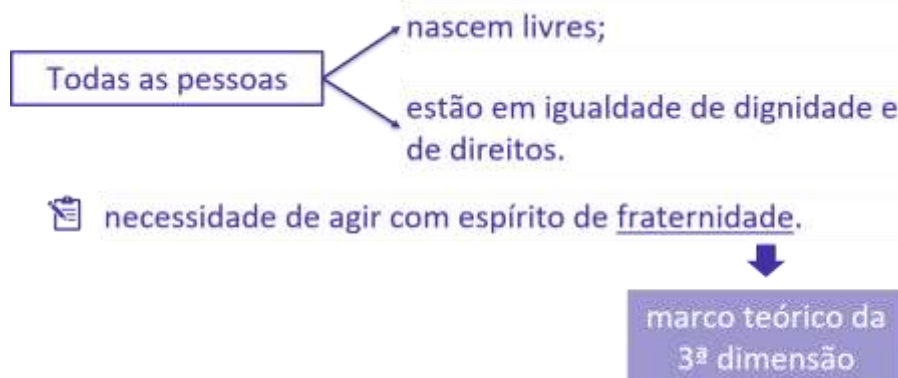 nascem livres;
Todas as pessoas
estão em igualdade de dignidade e
de direitos.
necessidade de agir com espírito de fraternidade.
marco teórico da
3ª dimensão